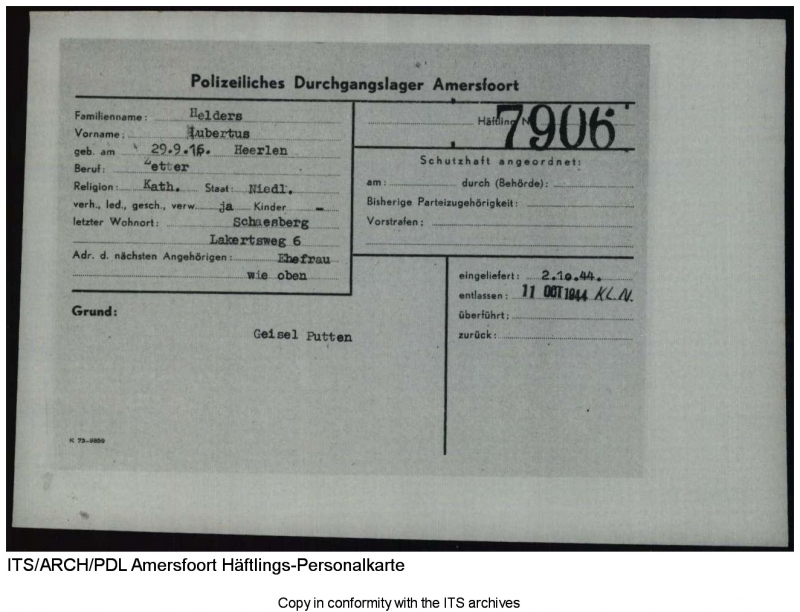 Polizeiliches Durchgangslager Amersfoort
Familienname: Helders
Vorname: Hubertus
geb. am 29.9.16. Heerlen
Beruf: Zetter
Religion: Kath. Staat: Niedl.
verh., led., gesch., verw. ja Kinder -
letzter Wohnort: Schaesberg
Lakertsweg 6
Adr. d. nächsten Angehörigen: Ehefrau
wie oben
Häftling N 7906
Schutzhaft angeordnet:
am: durch (Behörde):
Bisherige Parteizugehörigkeit:
Vorstrafen:
eingeliefert: 2.10.44.
entlassen: 11 OCT 1944 K.L.N.
überführt:
zurück:
Grund:
Geisel Putten
K 73-9859
ITS/ARCH/PDL Amersfoort Häftlings-Personalkarte
Copy in conformity with the ITS archives